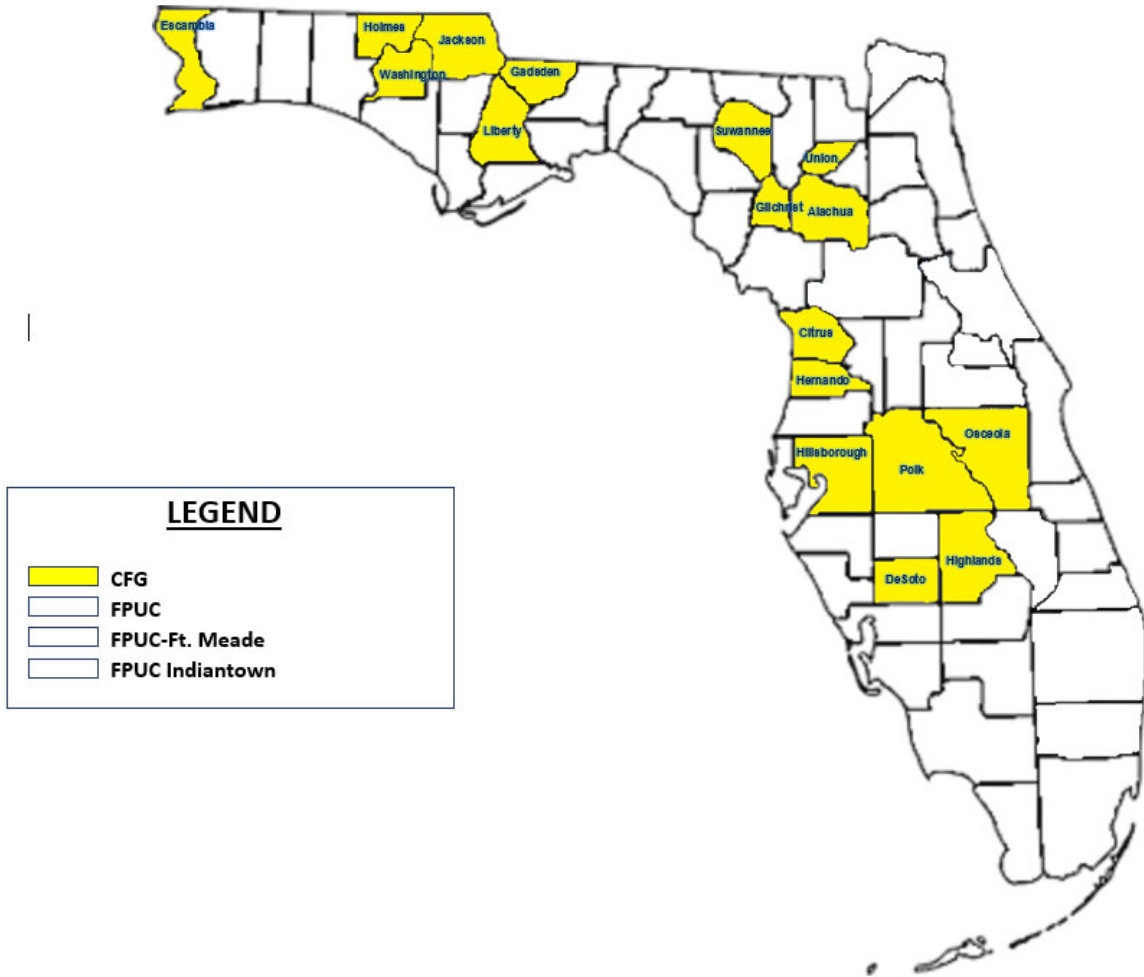 Escambia
Holmes
Jackson
Washington
Gadsden
Liberty
Suwannee
Union
Gilchrist
Alachua
Citrus
Hernando
Osceola
Hillsborough
Polk
Highlands
DeSoto
LEGEND
CFG
FPUC
FPUC-Ft. Meade
FPUC Indiantown